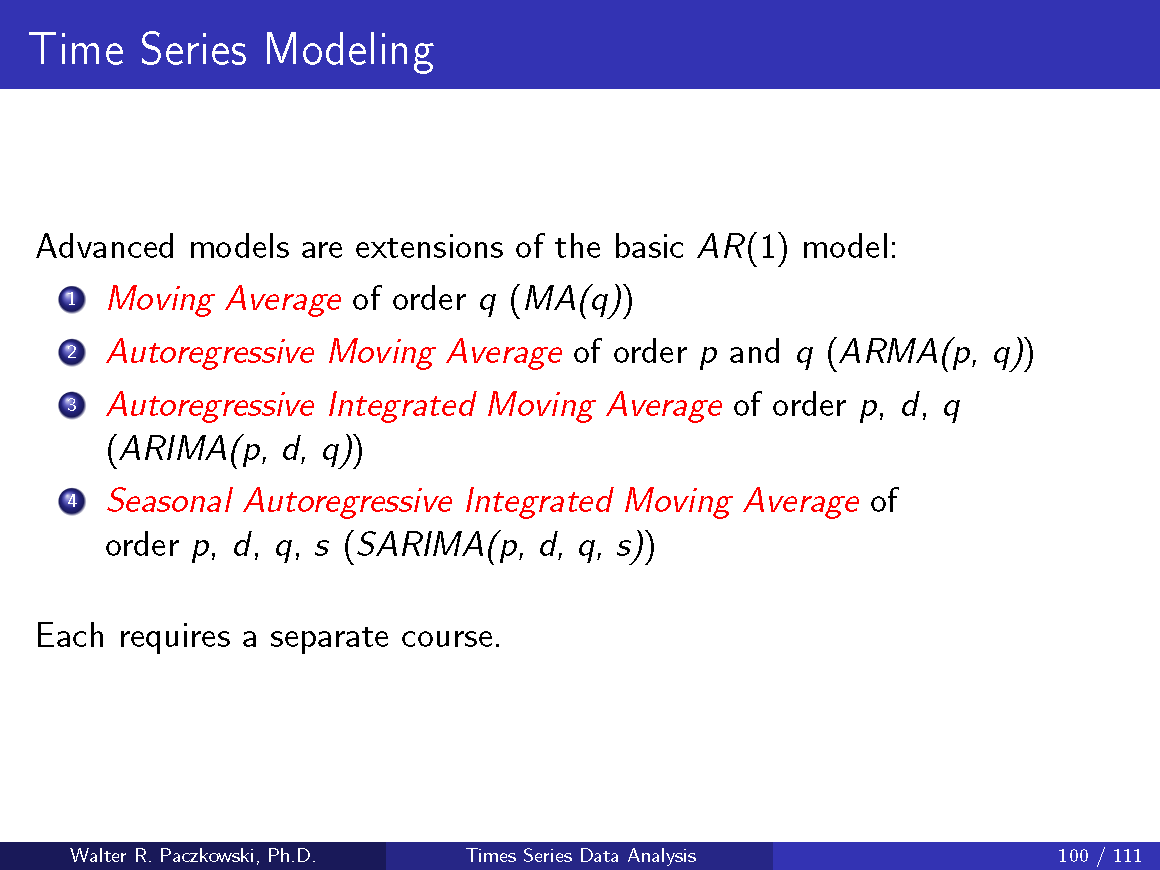 Time Series Modeling
Advanced models are extensions of the basic AR(1) model:
1 Moving Average of order q (MA(q))
2 Autoregressive Moving Average of order p and q (ARMA(p, q))
3 Autoregressive Integrated Moving Average of order p, d, q
(ARIMA(p, d, q))
4 Seasonal Autoregressive Integrated Moving Average of
order p, d, q, s (SARIMA(p, d, q, s))
Each requires a separate course.
Walter R. Paczkowski, Ph.D. Times Series Data Analysis 100 / 111